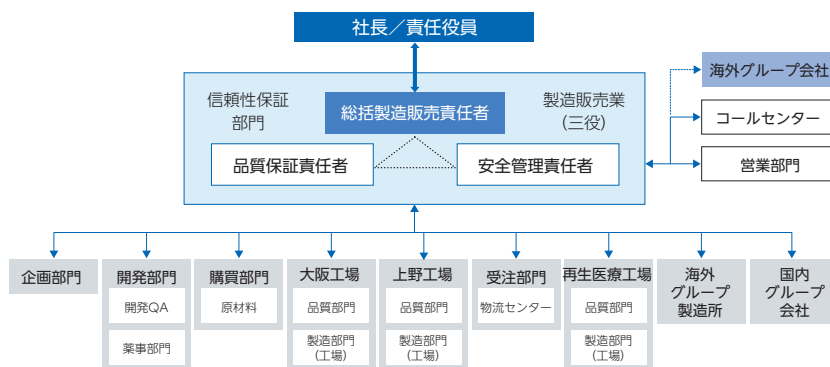 社長／責任役員
信頼性保証
部門
総括製造販売責任者
製造販売業
(三役)
品質保証責任者
安全管理責任者
海外グループ会社
コールセンター
営業部門
企画部門
開発部門
開発QA
薬事部門
購買部門
原材料
大阪工場
品質部門
製造部門
(工場)
上野工場
品質部門
製造部門
(工場)
受注部門
物流センター
再生医療工場
品質部門
製造部門
(工場)
海外
グループ
製造所
国内
グループ
会社